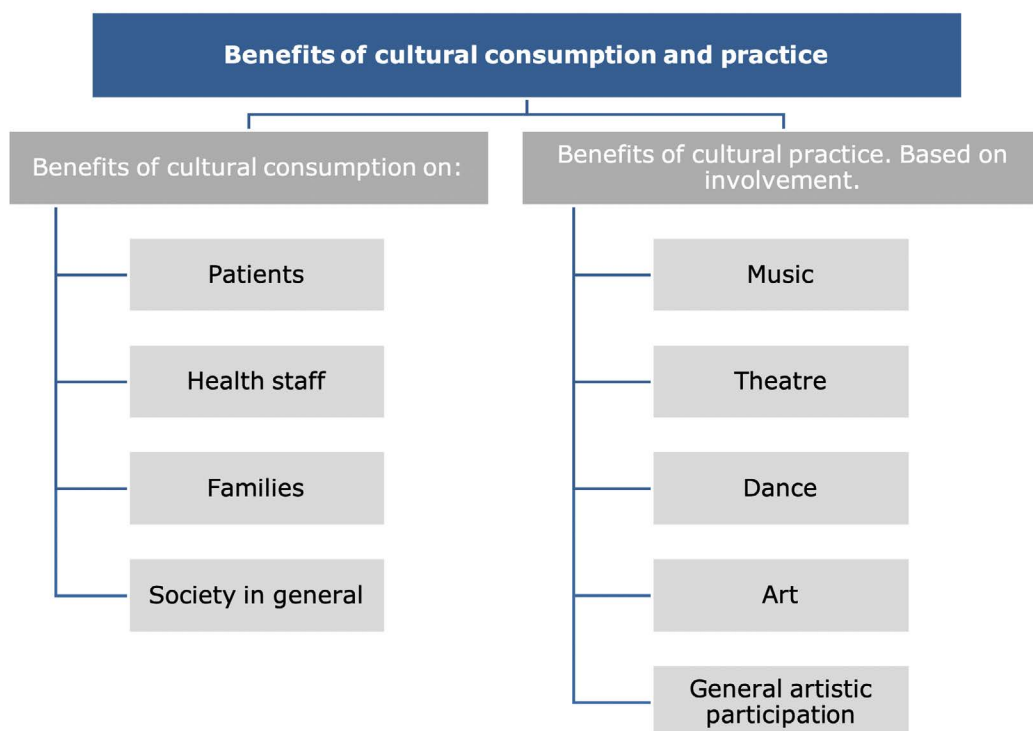 Benefits of cultural consumption and practice
Benefits of cultural consumption on:
Patients
Health staff
Families
Society in general
Benefits of cultural practice. Based on
involvement.
Music
Theatre
Dance
Art
General artistic
participation